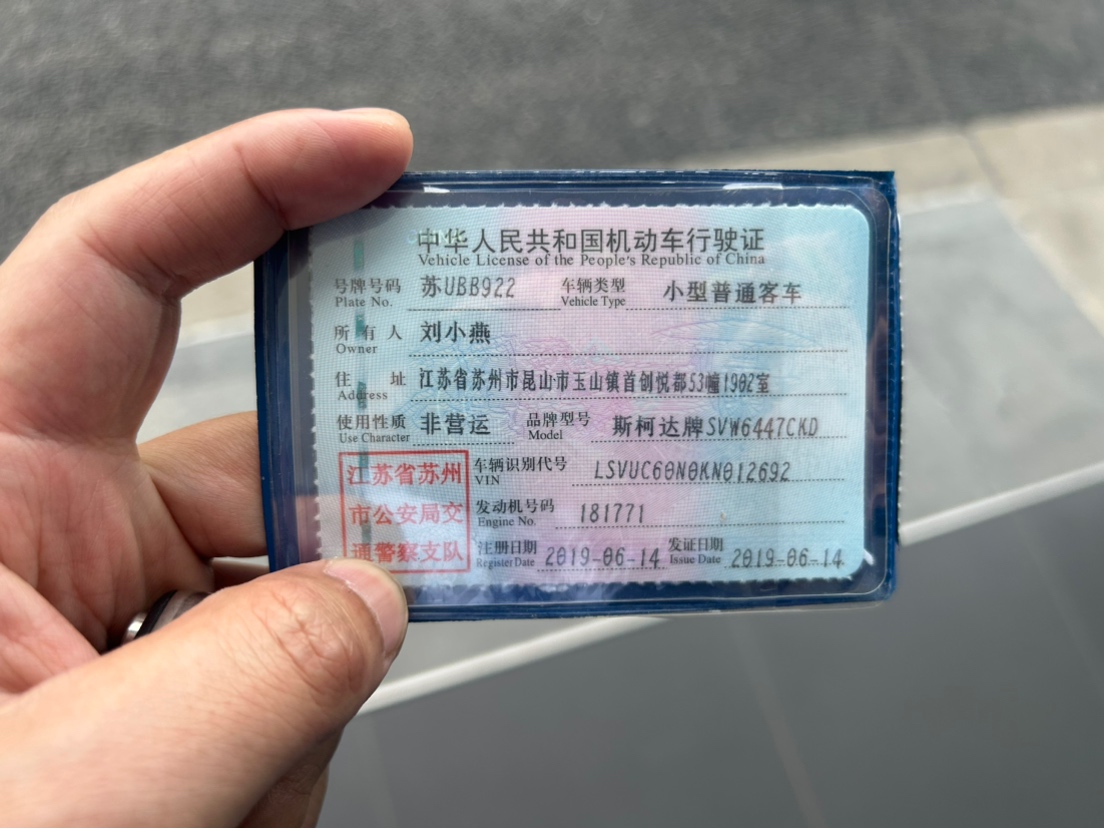 中华人民共和国机动车行驶证
Vehicle License of the People's Republic of China
号牌号码 苏UBB922 车辆类型 小型普通客车
Plate No. Vehicle Type
所有人 刘小燕
Owner
住址 江苏省苏州市昆山市玉山镇首创悦都53幢1902室
Address
使用性质 非营运 品牌型号 斯柯达牌SVW6447CKD
Use Character Model
江苏省苏州 车辆识别代号 LSVUC60N0KN012692
VIN
市公安局交 发动机号码 181771
Engine No.
通警察支队 注册日期 2019-06-14 发证日期 2019-06-14
Register Date Issue Date